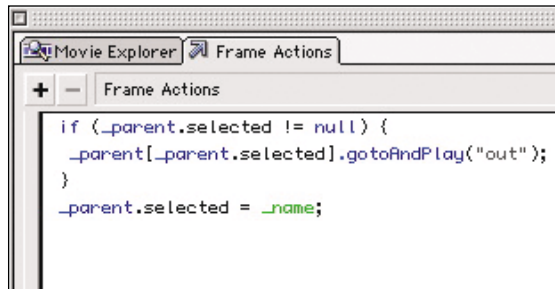 Movie Explorer Frame Actions
+ − Frame Actions
if (_parent.selected != null) {
_parent[_parent.selected].gotoAndPlay("out");
}
_parent.selected = _name;